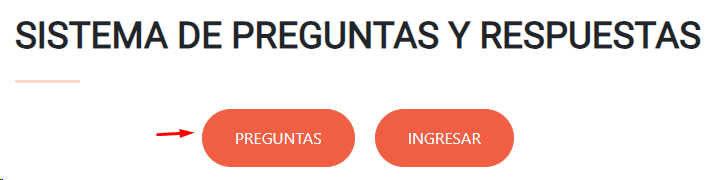 SISTEMA DE PREGUNTAS Y RESPUESTAS
PREGUNTAS INGRESAR